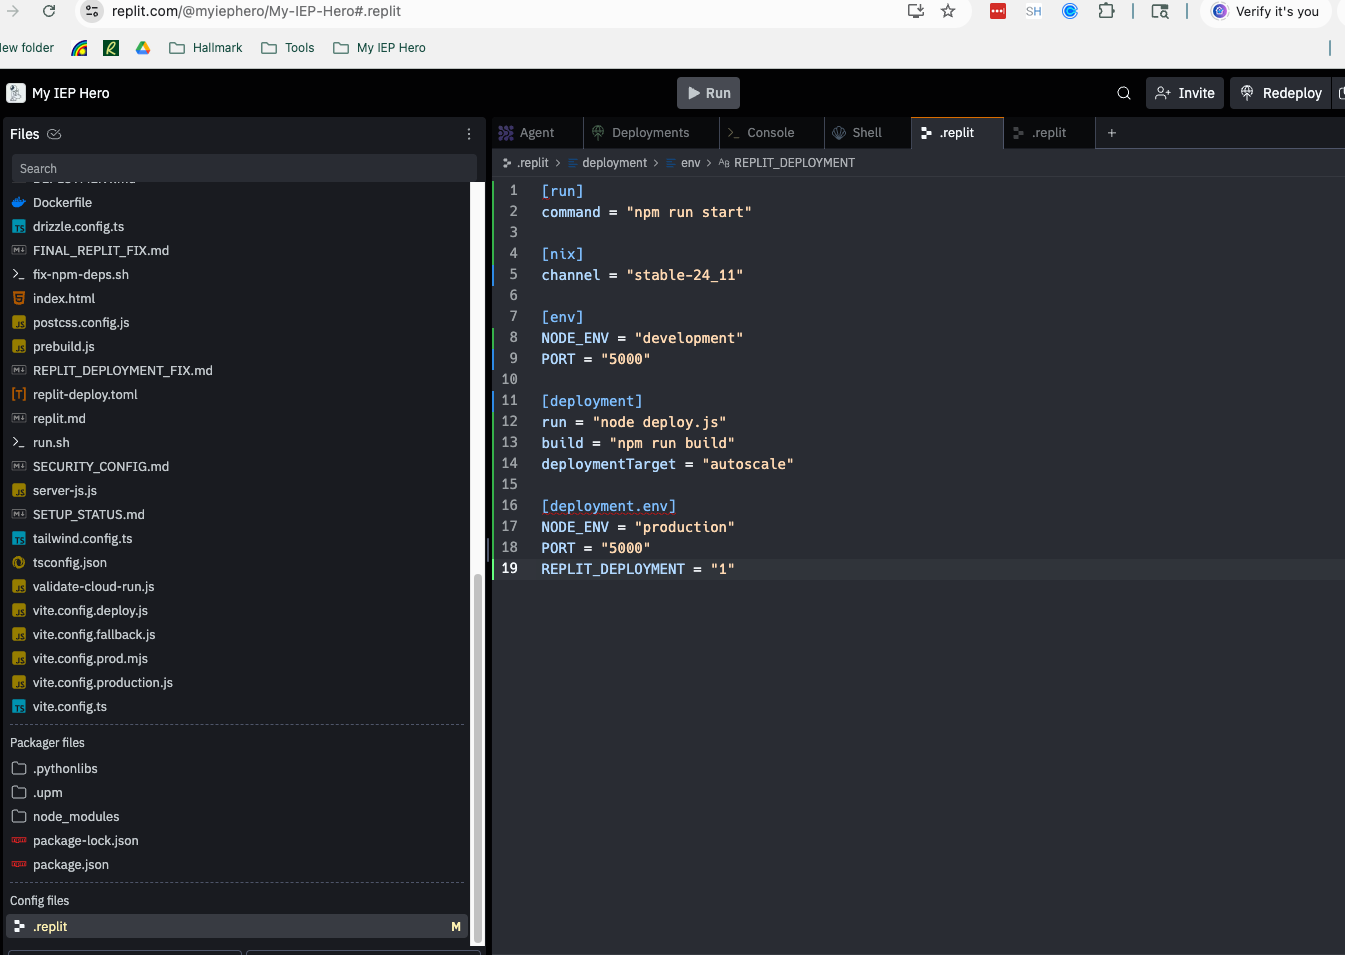 replit.com/@myiephero/My-IEP-Hero#.replit
SH
Verify it's you
ew folder
Hallmark
Tools
My IEP Hero
My IEP Hero
Run
Invite
Redeploy
Files
Agent
Deployments
Console
Shell
.replit
.replit
Search
.replit > deployment > env > REPLIT_DEPLOYMENT
Dockerfile
drizzle.config.ts
FINAL_REPLIT_FIX.md
fix-npm-deps.sh
index.html
postcss.config.js
prebuild.js
REPLIT_DEPLOYMENT_FIX.md
replit-deploy.toml
replit.md
run.sh
SECURITY_CONFIG.md
server-js.js
SETUP_STATUS.md
tailwind.config.ts
tsconfig.json
validate-cloud-run.js
vite.config.deploy.js
vite.config.fallback.js
vite.config.prod.mjs
vite.config.production.js
vite.config.ts
Packager files
.pythonlibs
.upm
node_modules
package-lock.json
package.json
Config files
.replit M
1 [run]
2 command = "npm run start"
3
4 [nix]
5 channel = "stable-24_11"
6
7 [env]
8 NODE_ENV = "development"
9 PORT = "5000"
10
11 [deployment]
12 run = "node deploy.js"
13 build = "npm run build"
14 deploymentTarget = "autoscale"
15
16 [deployment.env]
17 NODE_ENV = "production"
18 PORT = "5000"
19 REPLIT_DEPLOYMENT = "1"